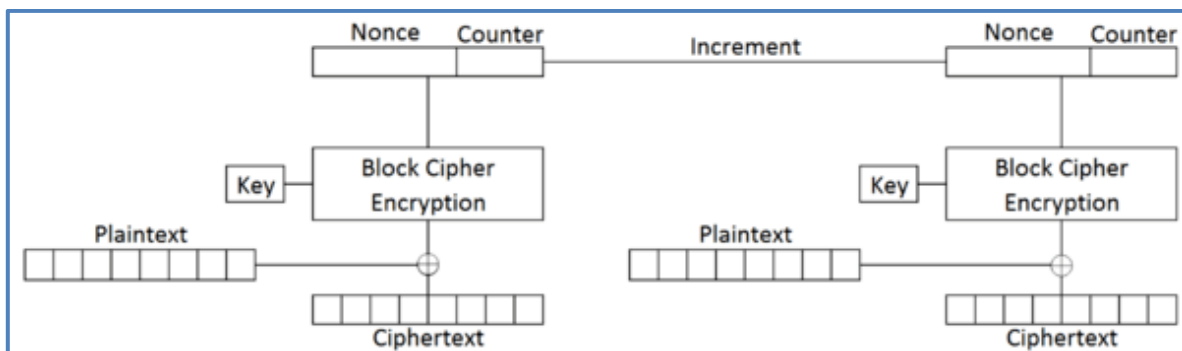 Nonce Counter Increment Nonce Counter
Key Block Cipher Encryption Key Block Cipher Encryption
Plaintext Plaintext
Ciphertext Ciphertext